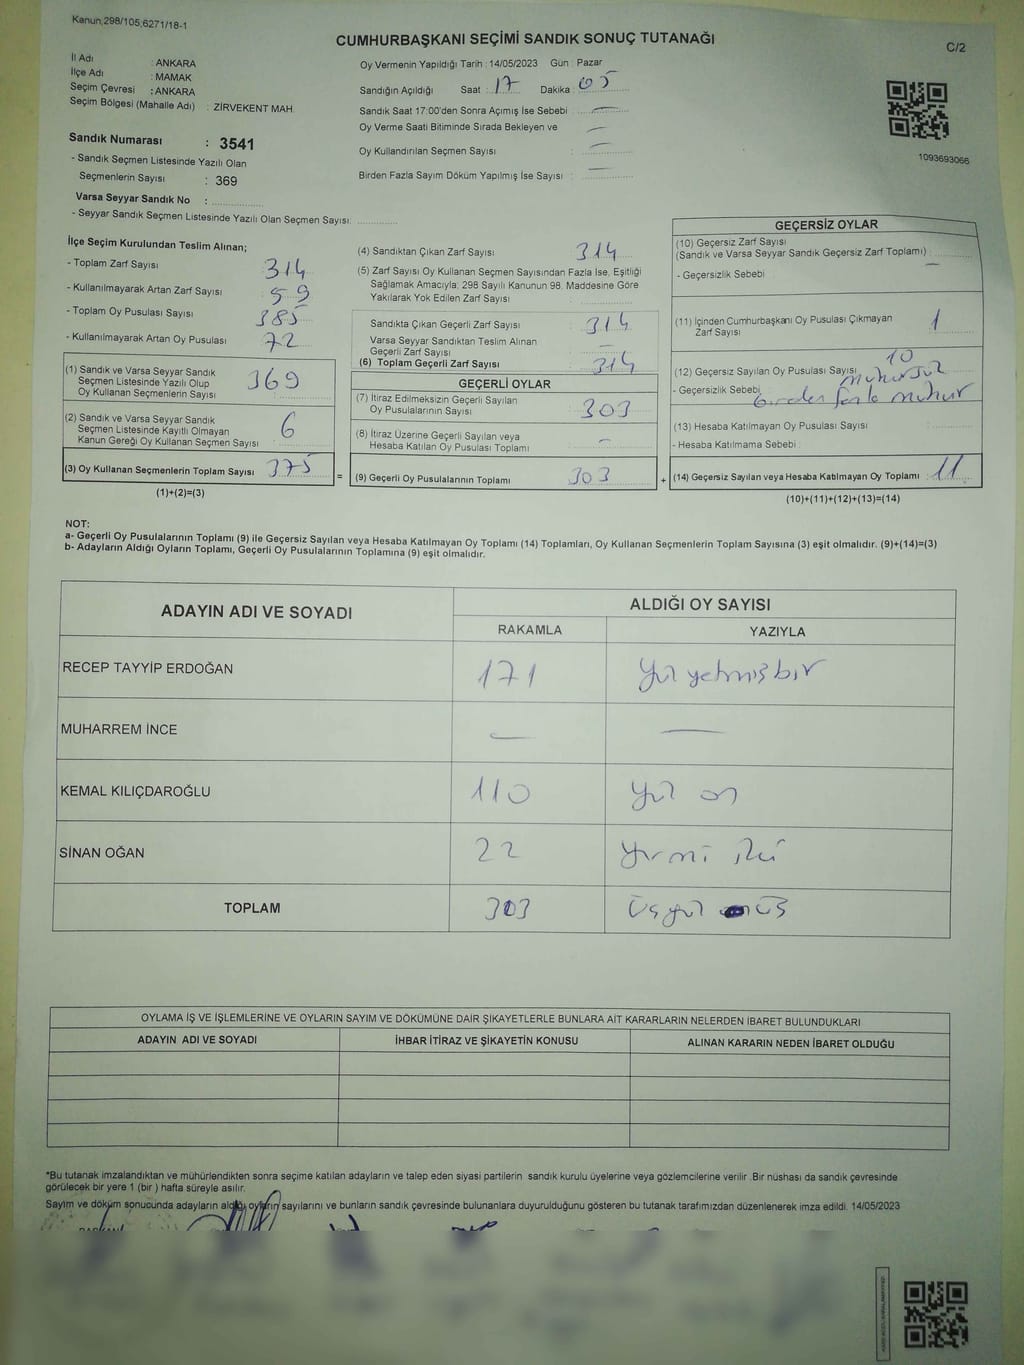 Kanun,298/105,6271/18-1
CUMHURBAŞKANI SEÇİMİ SANDIK SONUÇ TUTANAĞI
C/2
İl Adı : ANKARA
İlçe Adı : MAMAK
Seçim Çevresi : ANKARA
Seçim Bölgesi (Mahalle Adı) : ZİRVEKENT MAH.
Oy Vermenin Yapıldığı Tarih : 14/05/2023 Gün : Pazar
Sandığın Açıldığı Saat : 17 Dakika : 05
Sandık Saat 17:00'den Sonra Açımış İse Sebebi : —
Oy Verme Saati Bitiminde Sırada Bekleyen ve —
Oy Kullandırılan Seçmen Sayısı : —
Birden Fazla Sayım Döküm Yapılmış İse Sayısı : —
1093693066
Sandık Numarası : 3541
- Sandık Seçmen Listesinde Yazılı Olan
Seçmenlerin Sayısı : 369
Varsa Seyyar Sandık No :
- Seyyar Sandık Seçmen Listesinde Yazılı Olan Seçmen Sayısı:
İlçe Seçim Kurulundan Teslim Alınan;
- Toplam Zarf Sayısı 314
- Kullanılmayarak Artan Zarf Sayısı 59
- Toplam Oy Pusulası Sayısı 385
- Kullanılmayarak Artan Oy Pusulası 72
(1) Sandık ve Varsa Seyyar Sandık
Seçmen Listesinde Yazılı Olup
Oy Kullanan Seçmenlerin Sayısı 369
(2) Sandık ve Varsa Seyyar Sandık
Seçmen Listesinde Kayıtlı Olmayan
Kanun Gereği Oy Kullanan Seçmen Sayısı 6
(3) Oy Kullanan Seçmenlerin Toplam Sayısı 375
(1)+(2)=(3)
(4) Sandıktan Çıkan Zarf Sayısı 314
(5) Zarf Sayısı Oy Kullanan Seçmen Sayısından Fazla İse, Eşitliği
Sağlamak Amacıyla; 298 Sayılı Kanunun 98. Maddesine Göre
Yakılarak Yok Edilen Zarf Sayısı :
Sandıkta Çıkan Geçerli Zarf Sayısı : 314
Varsa Seyyar Sandıktan Teslim Alınan
Geçerli Zarf Sayısı : —
(6) Toplam Geçerli Zarf Sayısı : 314
GEÇERLİ OYLAR
(7) İtiraz Edilmeksizin Geçerli Sayılan
Oy Pusulalarının Sayısı 303
(8) İtiraz Üzerine Geçerli Sayılan veya
Hesaba Katılan Oy Pusulası Toplamı —
= (9) Geçerli Oy Pusulalarının Toplamı 303
GEÇERSİZ OYLAR
(10) Geçersiz Zarf Sayısı
(Sandık ve Varsa Seyyar Sandık Geçersiz Zarf Toplamı) : —
- Geçersizlik Sebebi :
(11) İçinden Cumhurbaşkanı Oy Pusulası Çıkmayan
Zarf Sayısı 1
(12) Geçersiz Sayılan Oy Pusulası Sayısı 10
- Geçersizlik Sebebi mühürsüz
birden fazla mühür
(13) Hesaba Katılmayan Oy Pusulası Sayısı
- Hesaba Katılmama Sebebi :
+ (14) Geçersiz Sayılan veya Hesaba Katılmayan Oy Toplamı : 11
(10)+(11)+(12)+(13)=(14)
NOT:
a- Geçerli Oy Pusulalarının Toplamı (9) ile Geçersiz Sayılan veya Hesaba Katılmayan Oy Toplamı (14) Toplamları, Oy Kullanan Seçmenlerin Toplam Sayısına (3) eşit olmalıdır. (9)+(14)=(3)
b- Adayların Aldığı Oyların Toplamı, Geçerli Oy Pusulalarının Toplamına (9) eşit olmalıdır.
ADAYIN ADI VE SOYADI ALDIĞI OY SAYISI
RAKAMLA YAZIYLA
RECEP TAYYİP ERDOĞAN 171 Yüz yetmiş bir
MUHARREM İNCE — —
KEMAL KILIÇDAROĞLU 110 Yüz on
SİNAN OĞAN 22 Yirmi iki
TOPLAM 303 Üçyüz üç
OYLAMA İŞ VE İŞLEMLERİNE VE OYLARIN SAYIM VE DÖKÜMÜNE DAİR ŞİKAYETLERLE BUNLARA AİT KARARLARIN NELERDEN İBARET BULUNDUKLARI
ADAYIN ADI VE SOYADI İHBAR İTİRAZ VE ŞİKAYETİN KONUSU ALINAN KARARIN NEDEN İBARET OLDUĞU
*Bu tutanak imzalandıktan ve mühürlendikten sonra seçime katılan adayların ve talep eden siyasi partilerin sandık kurulu üyelerine veya gözlemcilerine verilir .Bir nüshası da sandık çevresinde
görülecek bir yere 1 (bir ) hafta süreyle asılır.
Sayım ve döküm sonucunda adayların aldığı oyların sayılarını ve bunların sandık çevresinde bulunanlara duyurulduğunu gösteren bu tutanak tarafımızdan düzenlenerek imza edildi. 14/05/2023